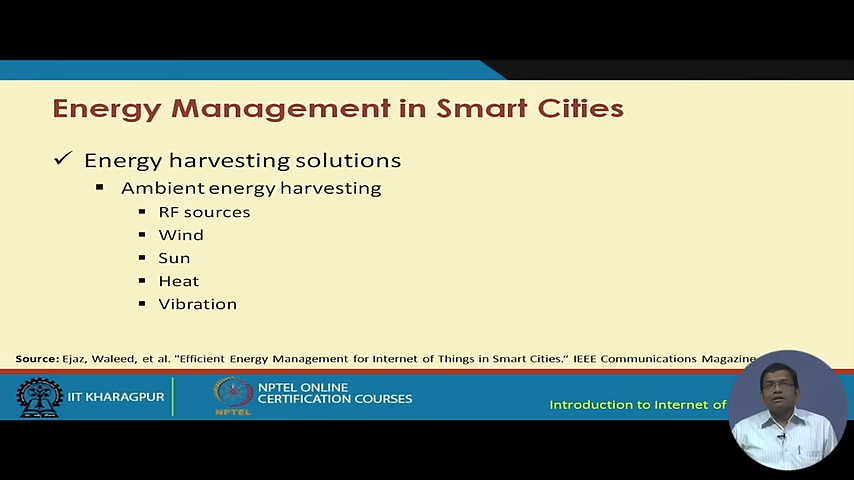 Energy Management in Smart Cities
✓ Energy harvesting solutions
▪ Ambient energy harvesting
▪ RF sources
▪ Wind
▪ Sun
▪ Heat
▪ Vibration
Source: Ejaz, Waleed, et al. "Efficient Energy Management for Internet of Things in Smart Cities.” IEEE Communications Magazine
IIT KHARAGPUR
NPTEL
NPTEL ONLINE
CERTIFICATION COURSES
Introduction to Internet of